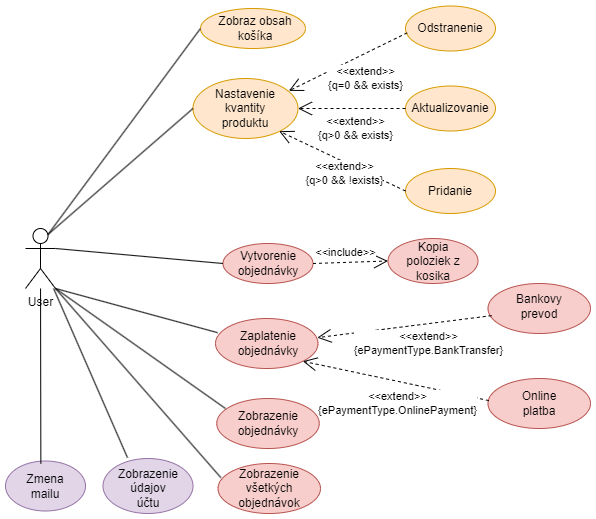 Zobraz obsah
košíka
Odstranenie
<<extend>>
{q=0 && exists}
Nastavenie
kvantity
produktu
Aktualizovanie
<<extend>>
{q>0 && exists}
<<extend>>
{q>0 && !exists}
Pridanie
User
Vytvorenie
objednávky
<<include>>
Kopia
poloziek z
kosika
Bankovy
prevod
Zaplatenie
objednávky
<<extend>>
{ePaymentType.BankTransfer}
<<extend>>
{ePaymentType.OnlinePayment}
Online
platba
Zobrazenie
objednávky
Zmena
mailu
Zobrazenie
údajov
účtu
Zobrazenie
všetkých
objednávok